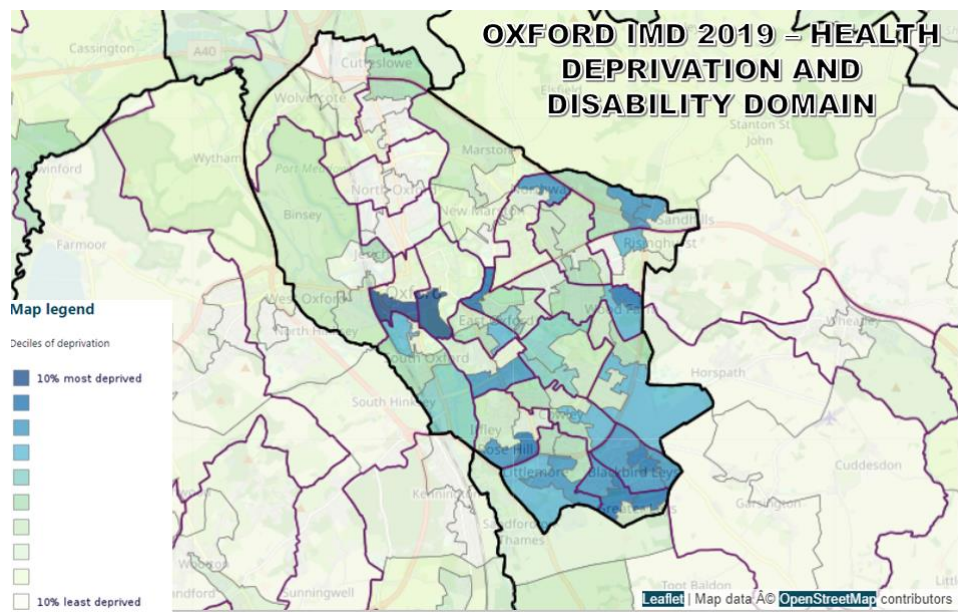 OXFORD IMD 2019 – HEALTH
DEPRIVATION AND
DISABILITY DOMAIN
Cassington
A40
Cutteslowe
Wolvercote
Elsfield
Stanton St
John
Marston
Wytham
Port Meadow
North Oxford
Northway
Binsey
New Marston
Sandhills
Risinghurst
Farmoor
Oxford
West Oxford
Wood Farm
Map legend
East Oxford
North Hinksey
Wheatley
Deciles of deprivation
South Oxford
10% most deprived
Horspath
South Hinksey
Cowley
Iffley
Rose Hill
Littlemore
Blackbird Leys
Cuddesdon
Kennington
Garsington
Greater Leys
Sandford
Thames
Toot Baldon
Sunningwell
10% least deprived
Leaflet | Map data Â© OpenStreetMap contributors